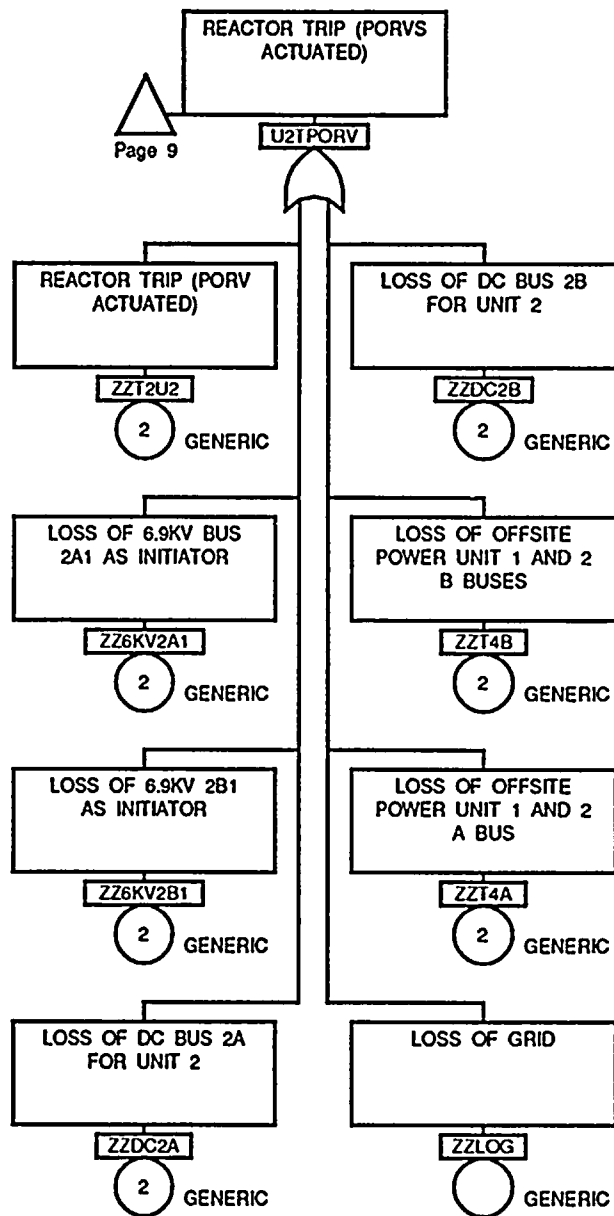 REACTOR TRIP (PORVS
ACTUATED)
Page 9
U2TPORV
REACTOR TRIP (PORV
ACTUATED)
ZZT2U2
2
GENERIC
LOSS OF DC BUS 2B
FOR UNIT 2
ZZDC2B
2
GENERIC
LOSS OF 6.9KV BUS
2A1 AS INITIATOR
ZZ6KV2A1
2
GENERIC
LOSS OF OFFSITE
POWER UNIT 1 AND 2
B BUSES
ZZT4B
2
GENERIC
LOSS OF 6.9KV 2B1
AS INITIATOR
ZZ6KV2B1
2
GENERIC
LOSS OF OFFSITE
POWER UNIT 1 AND 2
A BUS
ZZT4A
2
GENERIC
LOSS OF DC BUS 2A
FOR UNIT 2
ZZDC2A
2
GENERIC
LOSS OF GRID
ZZLOG
GENERIC